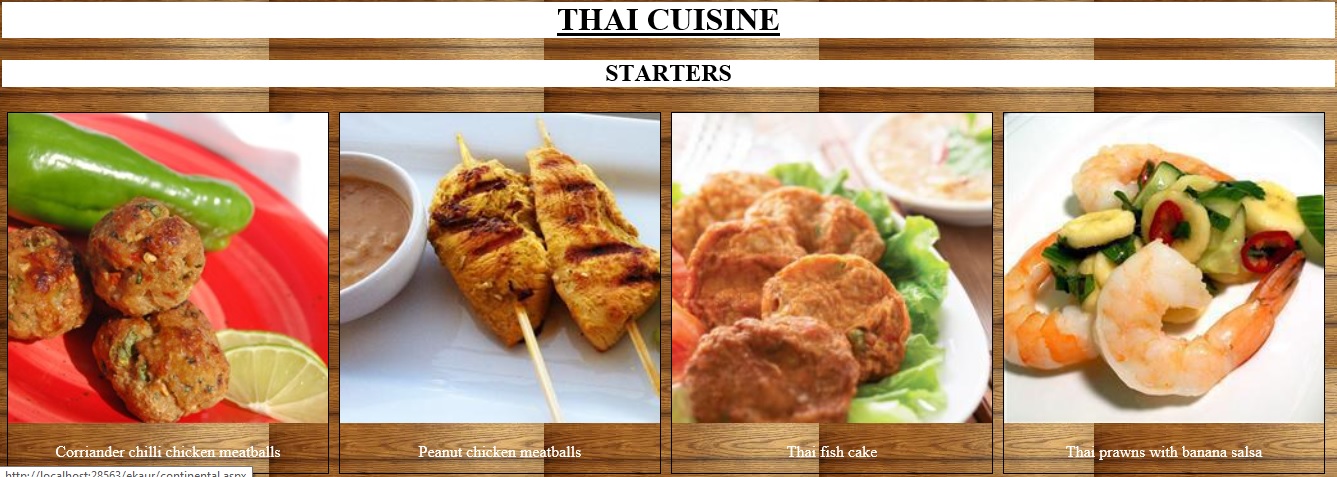 THAI CUISINE
STARTERS
Corriander chilli chicken meatballs
Peanut chicken meatballs
Thai fish cake
Thai prawns with banana salsa
http://localhost:28563/ekaur/continental.aspx